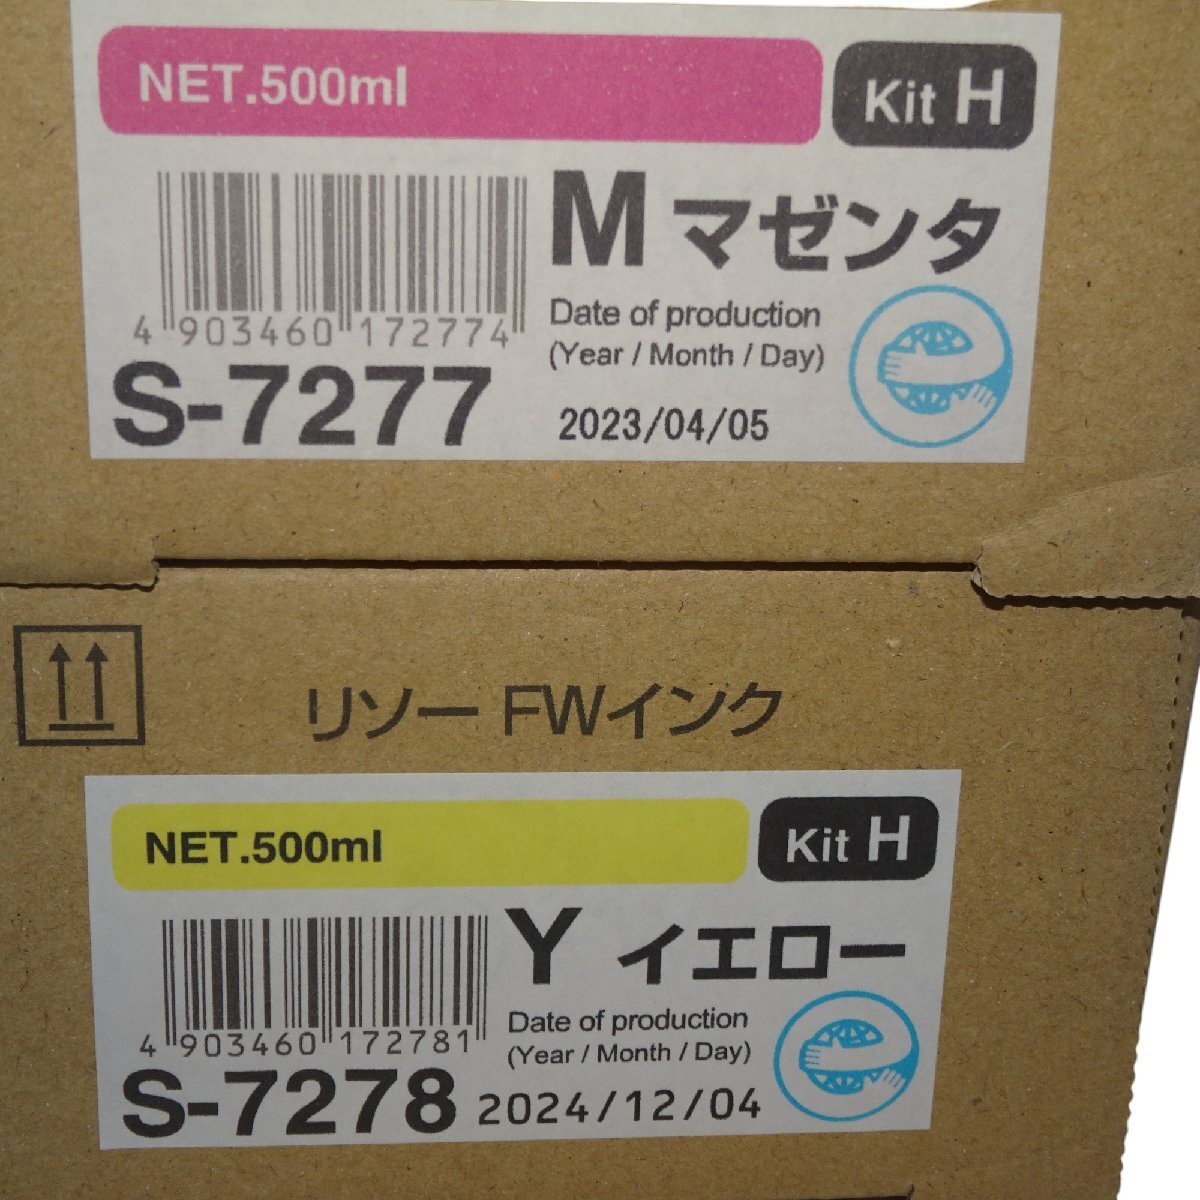 NET.500ml
Kit H
M マゼンタ
4 903460 172774
Date of production
(Year / Month / Day)
S-7277
2023/04/05
リソー FWインク
NET.500ml
Kit H
Y イエロー
4 903460 172781
Date of production
(Year / Month / Day)
S-7278
2024/12/04